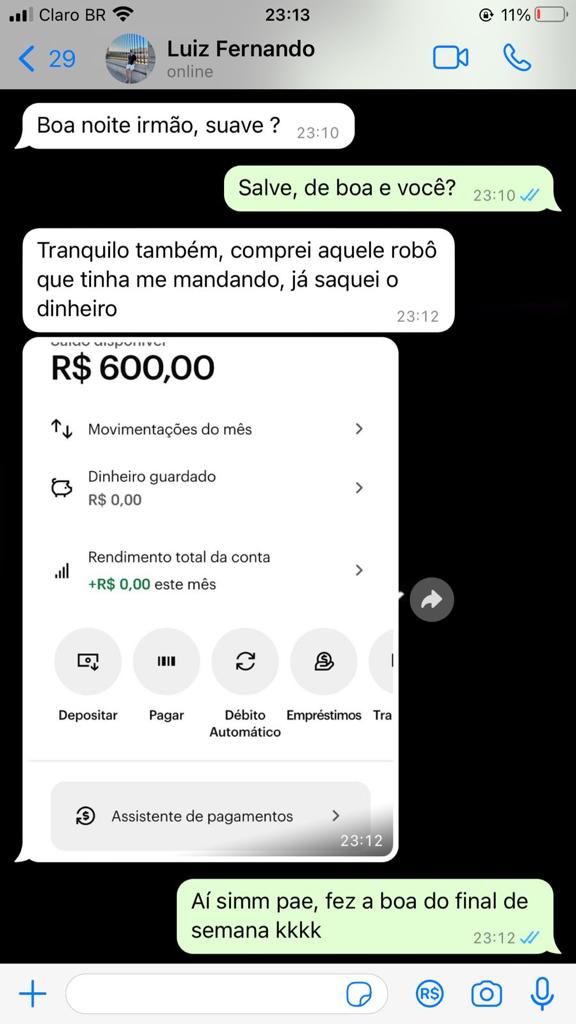 Claro BR
23:13
11%
29
Luiz Fernando
online
Boa noite irmão, suave ?
23:10
Salve, de boa e você?
23:10
Tranquilo também, comprei aquele robô
que tinha me mandando, já saquei o
dinheiro
23:12
Saldo disponível
R$ 600,00
Movimentações do mês
Dinheiro guardado
R$ 0,00
Rendimento total da conta
+R$ 0,00 este mês
Depositar Pagar Débito Automático Empréstimos Tra
Assistente de pagamentos
23:12
Aí simm pae, fez a boa do final de
semana kkkk
23:12
R$